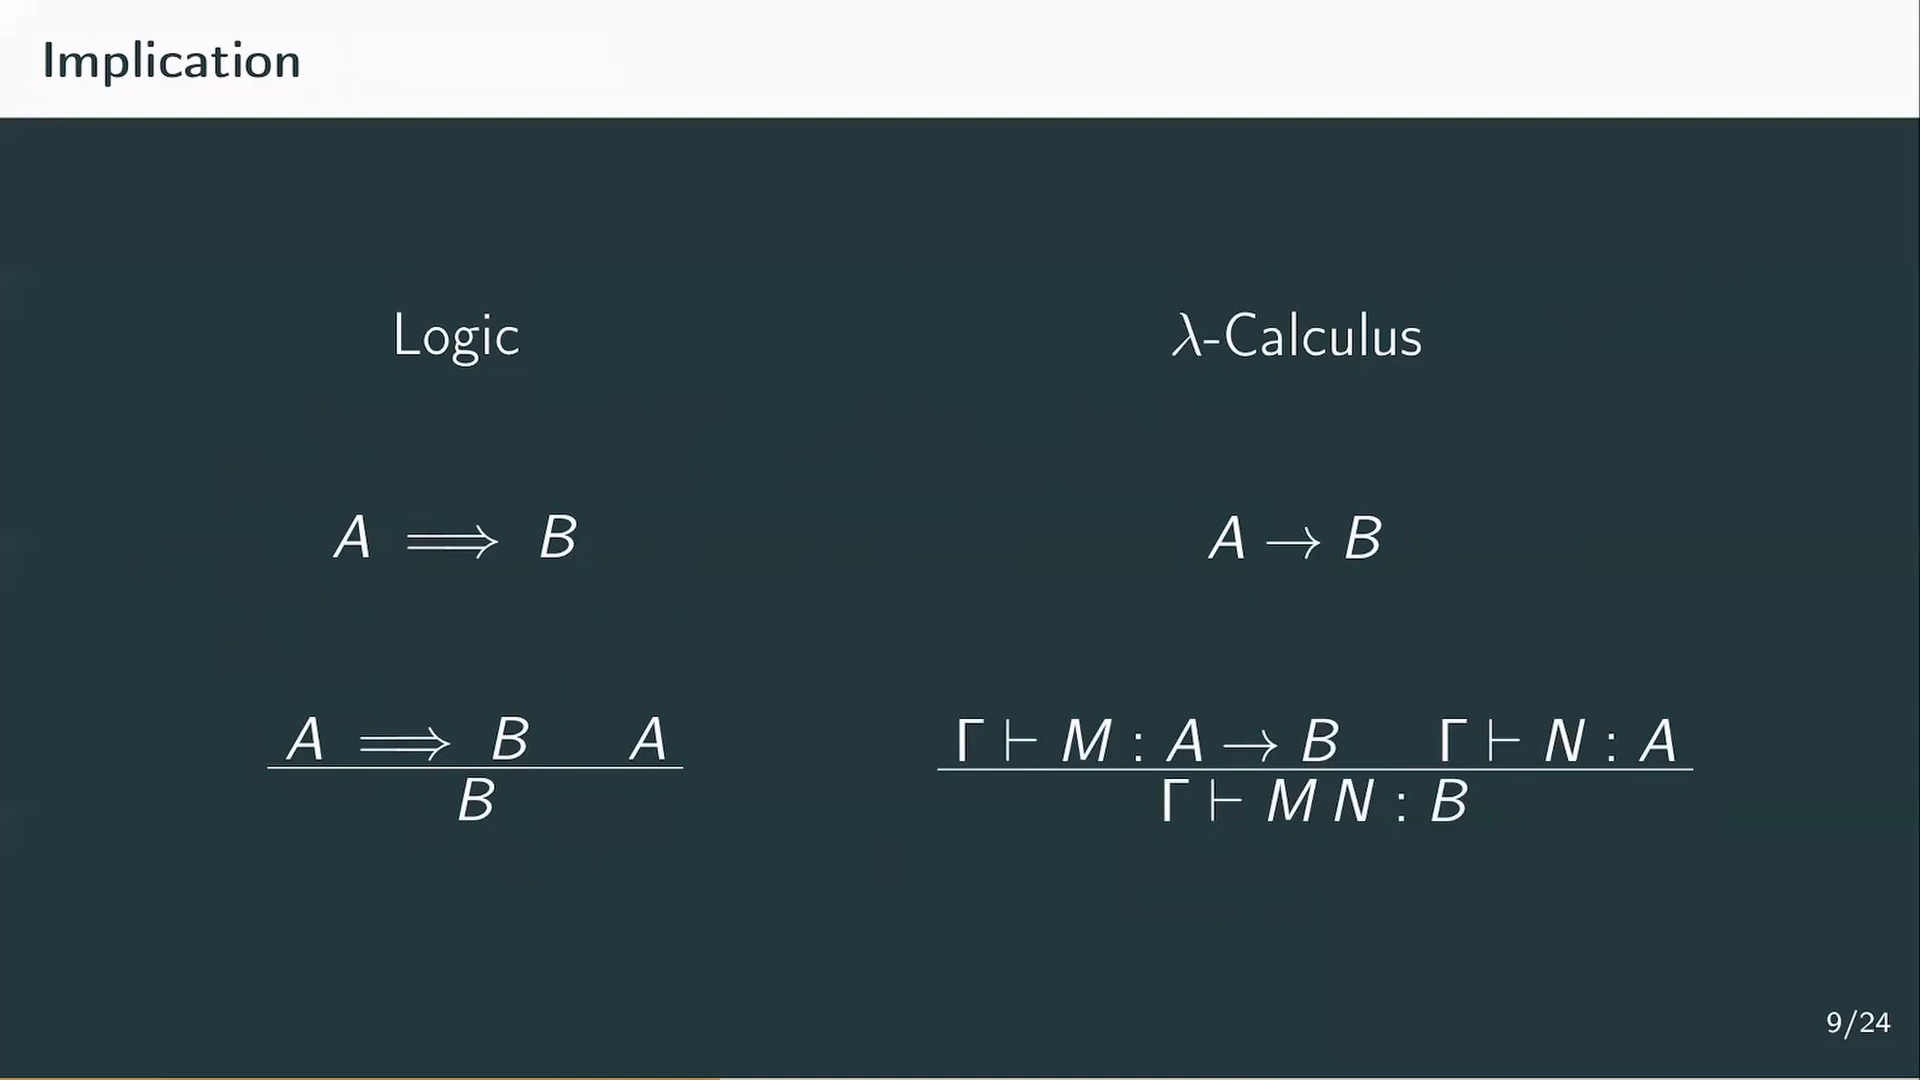 Implication
Logic
λ-Calculus
A ⟹ B
A → B
A ⟹ B A
B
Γ ⊢ M : A → B Γ ⊢ N : A
Γ ⊢ M N : B
9/24